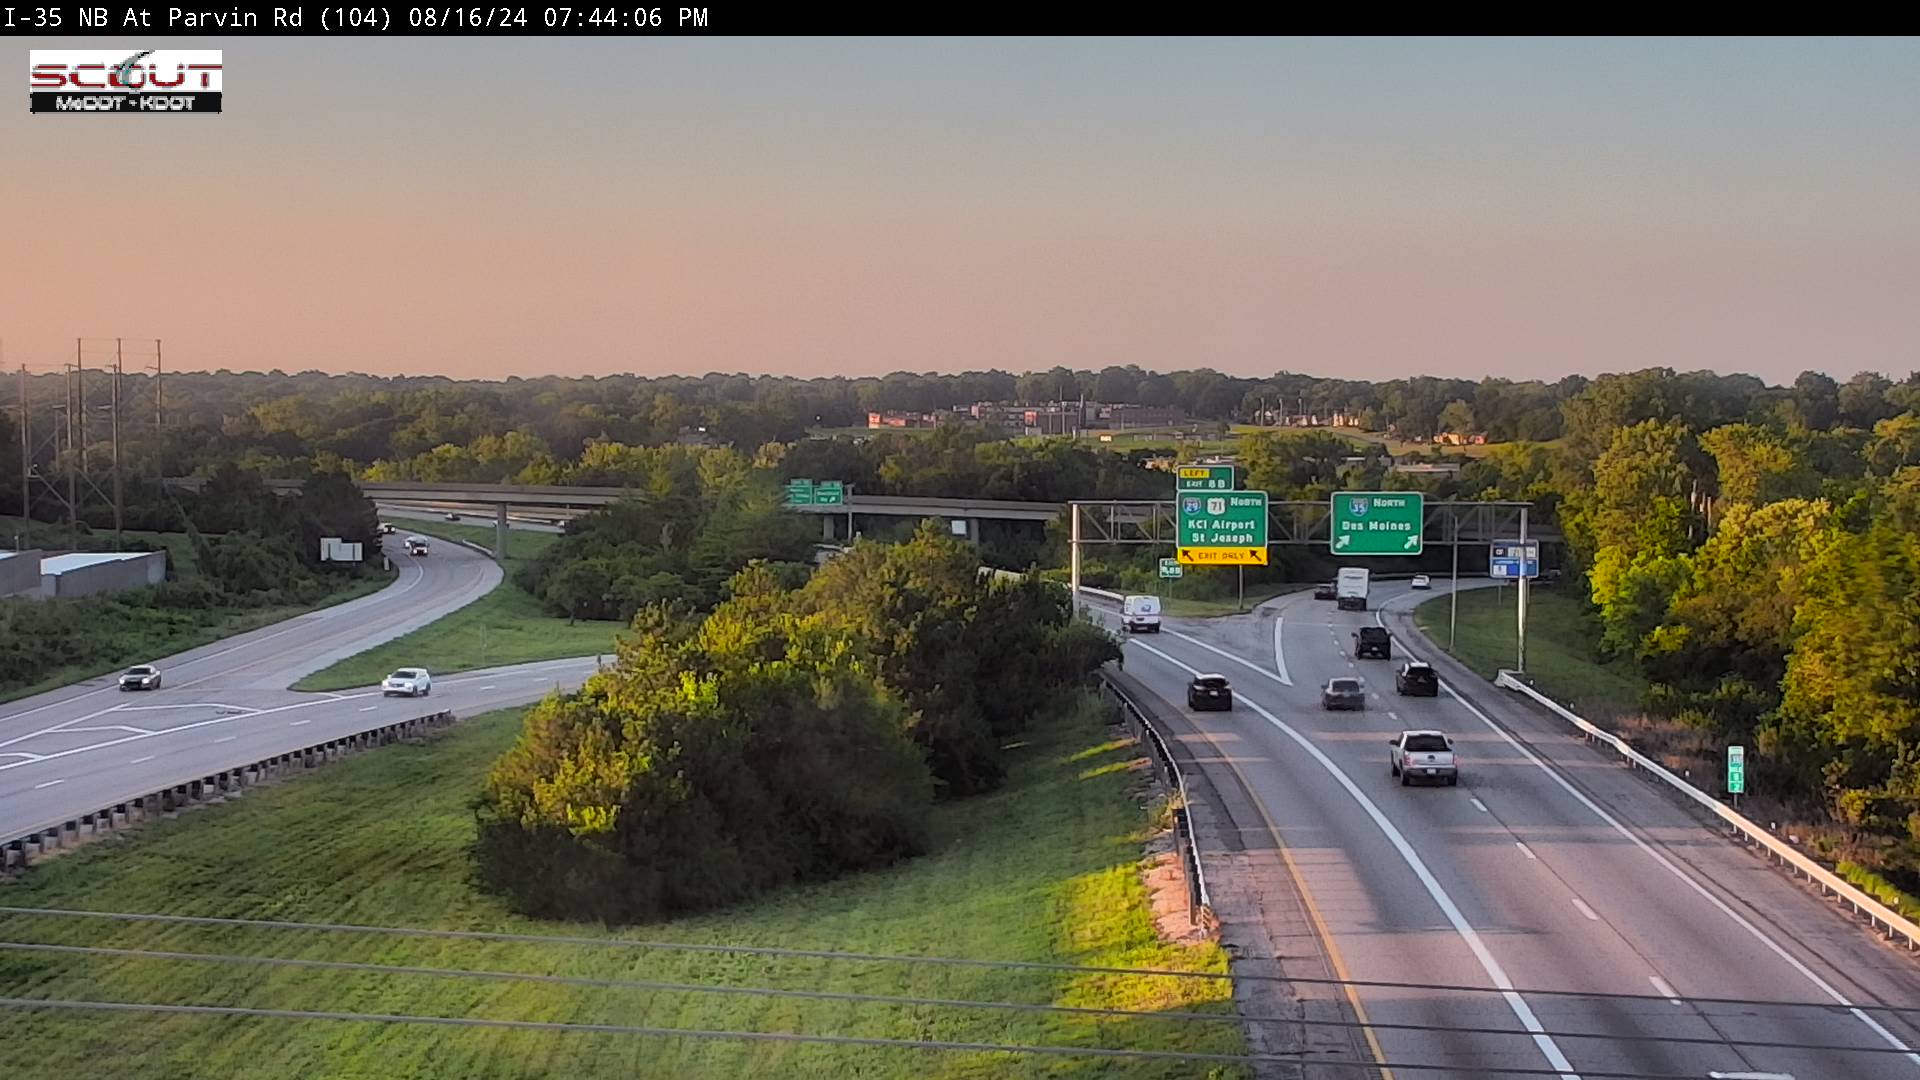 I-35 NB At Parvin Rd (104) 08/16/24 07:44:06 PM
SCOUT
MoDOT - KDOT
LEFT
EXIT 8B
29 71 NORTH
KCI Airport
St Joseph
EXIT ONLY
35 NORTH
Des Moines